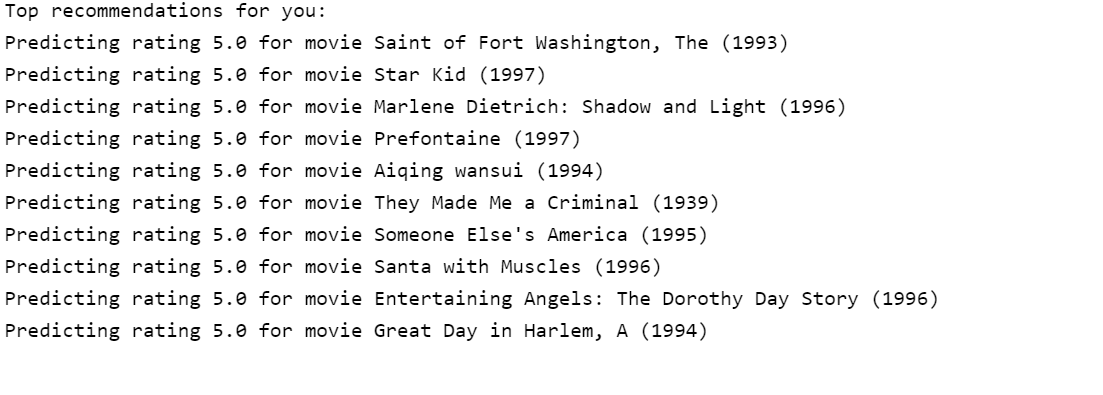 Top recommendations for you:
Predicting rating 5.0 for movie Saint of Fort Washington, The (1993)
Predicting rating 5.0 for movie Star Kid (1997)
Predicting rating 5.0 for movie Marlene Dietrich: Shadow and Light (1996)
Predicting rating 5.0 for movie Prefontaine (1997)
Predicting rating 5.0 for movie Aiqing wansui (1994)
Predicting rating 5.0 for movie They Made Me a Criminal (1939)
Predicting rating 5.0 for movie Someone Else's America (1995)
Predicting rating 5.0 for movie Santa with Muscles (1996)
Predicting rating 5.0 for movie Entertaining Angels: The Dorothy Day Story (1996)
Predicting rating 5.0 for movie Great Day in Harlem, A (1994)